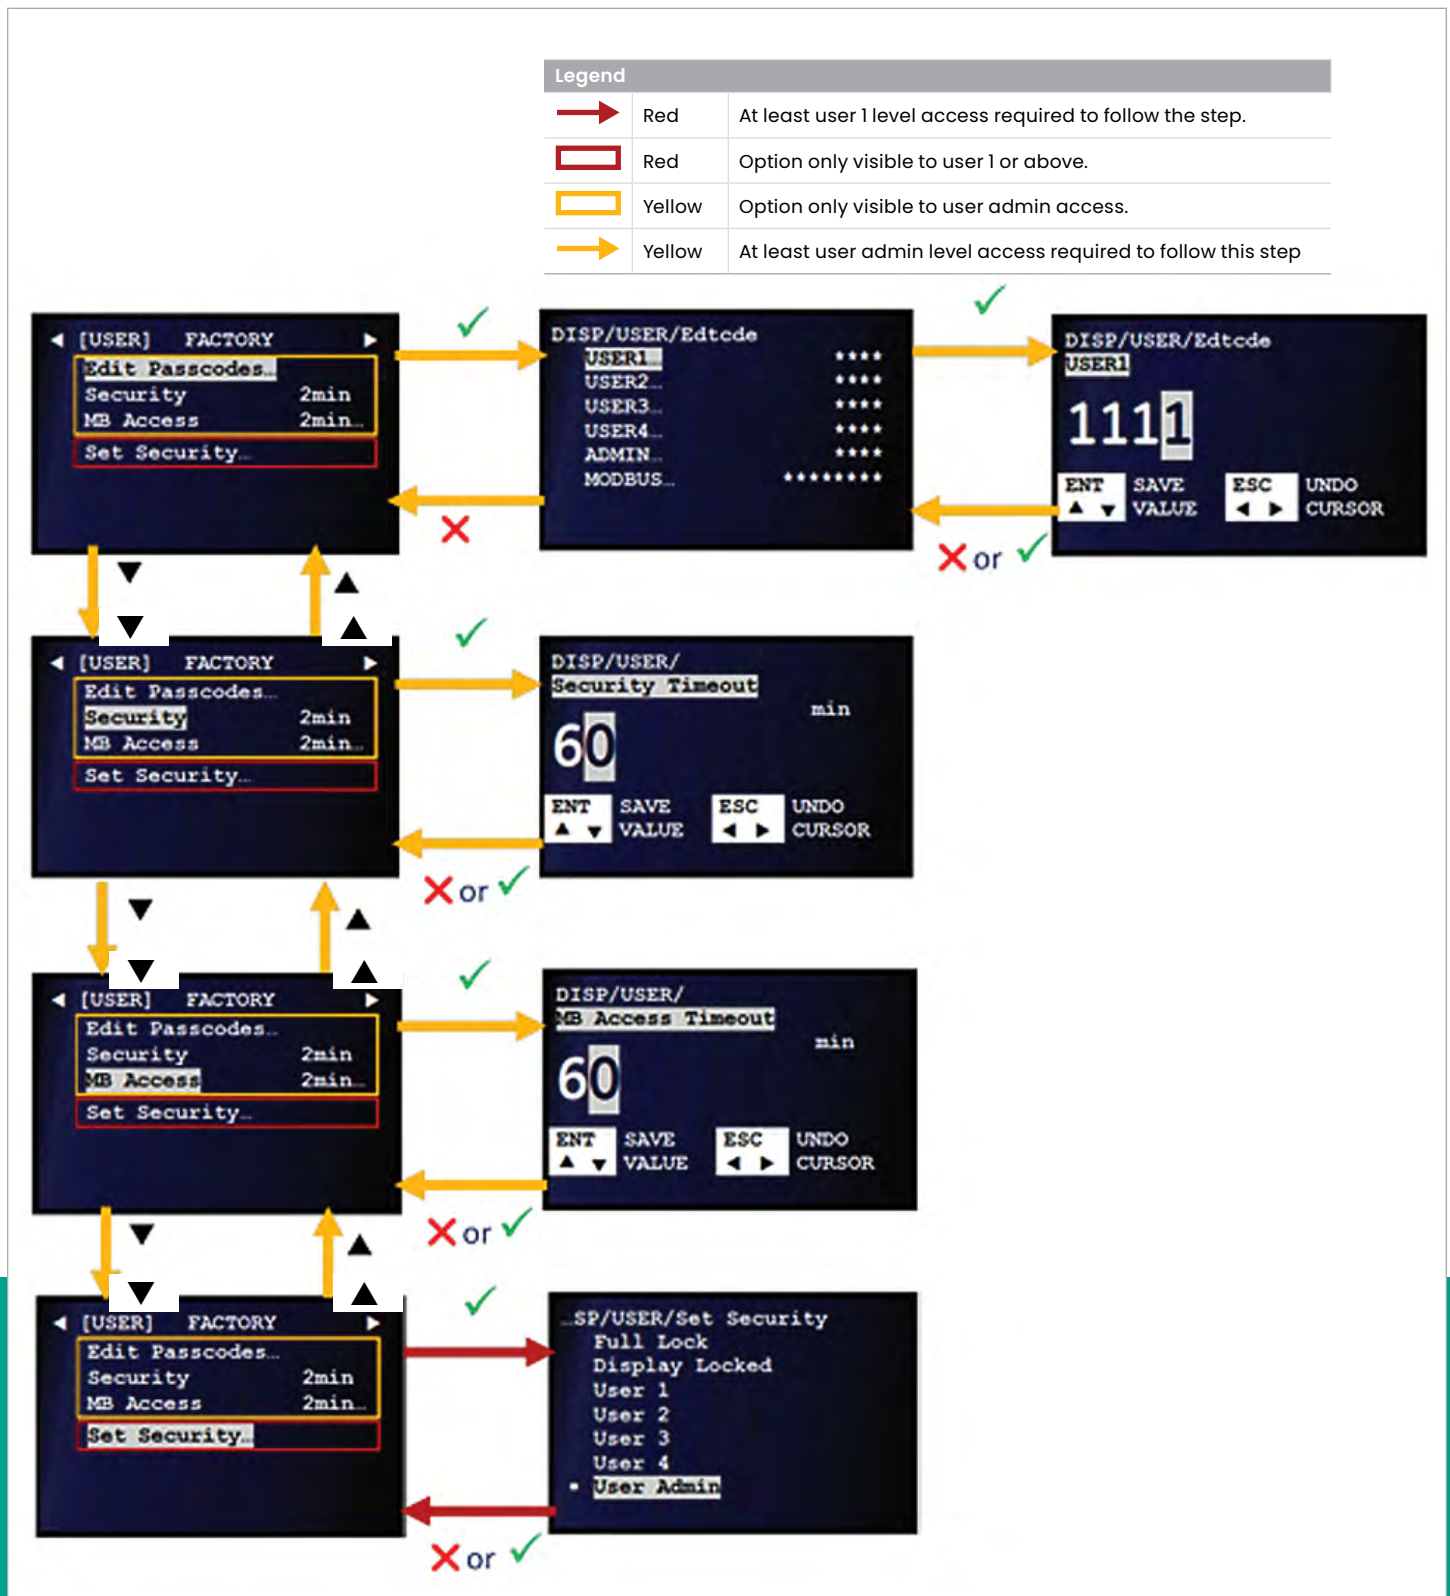 Legend
Red At least user 1 level access required to follow the step.
Red Option only visible to user 1 or above.
Yellow Option only visible to user admin access.
Yellow At least user admin level access required to follow this step
◀ [USER] FACTORY ▶
Edit Passcodes…
Security 2min
MB Access 2min…
Set Security…
DISP/USER/Edtcde
USER1… ****
USER2… ****
USER3… ****
USER4… ****
ADMIN… ****
MODBUS… ********
DISP/USER/Edtcde
USER1
1111
ENT SAVE ESC UNDO
▲ ▼ VALUE ◀ ▶ CURSOR
or
◀ [USER] FACTORY ▶
Edit Passcodes…
Security 2min
MB Access 2min…
Set Security…
DISP/USER/
Security Timeout
min
60
ENT SAVE ESC UNDO
▲ ▼ VALUE ◀ ▶ CURSOR
or
◀ [USER] FACTORY ▶
Edit Passcodes…
Security 2min
MB Access 2min…
Set Security…
DISP/USER/
MB Access Timeout
min
60
ENT SAVE ESC UNDO
▲ ▼ VALUE ◀ ▶ CURSOR
or
◀ [USER] FACTORY ▶
Edit Passcodes…
Security 2min
MB Access 2min…
Set Security…
…SP/USER/Set Security
Full Lock
Display Locked
User 1
User 2
User 3
User 4
User Admin
or